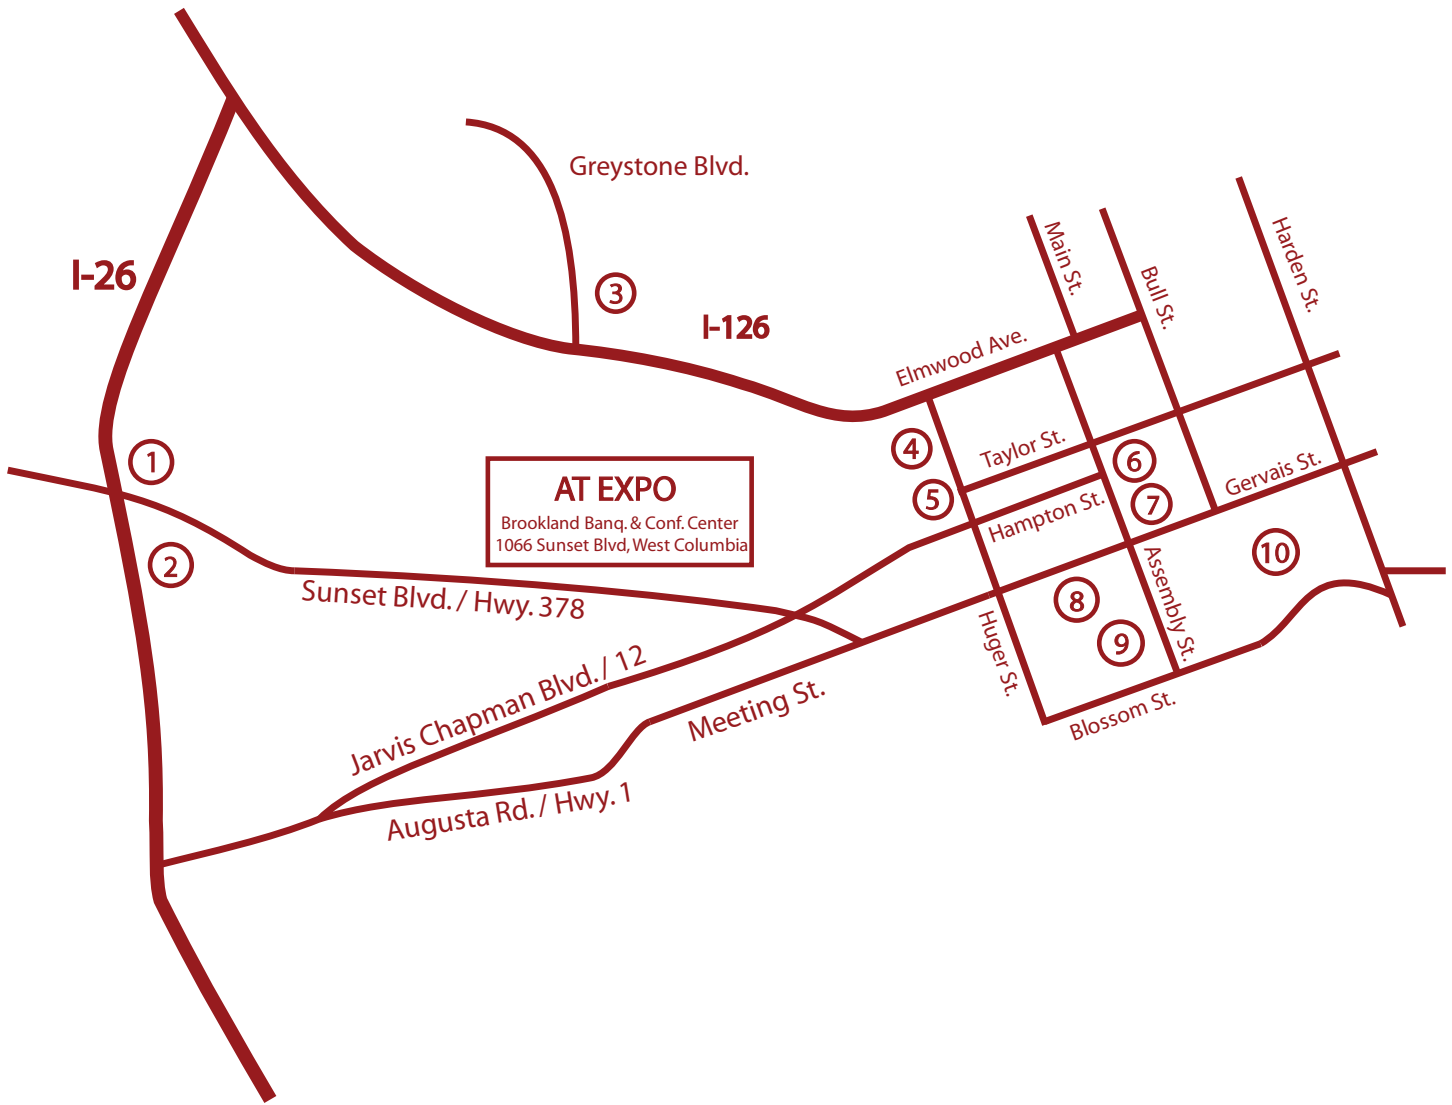 Greystone Blvd.
I-26
3
I-126
Main St.
Bull St.
Harden St.
Elmwood Ave.
1
4
Taylor St.
6
Gervais St.
AT EXPO
Brookland Banq. & Conf. Center
1066 Sunset Blvd, West Columbia
5
Hampton St.
7
2
10
Sunset Blvd. / Hwy. 378
8
Assembly St.
9
Huger St.
Jarvis Chapman Blvd. / 12
Meeting St.
Blossom St.
Augusta Rd. / Hwy. 1